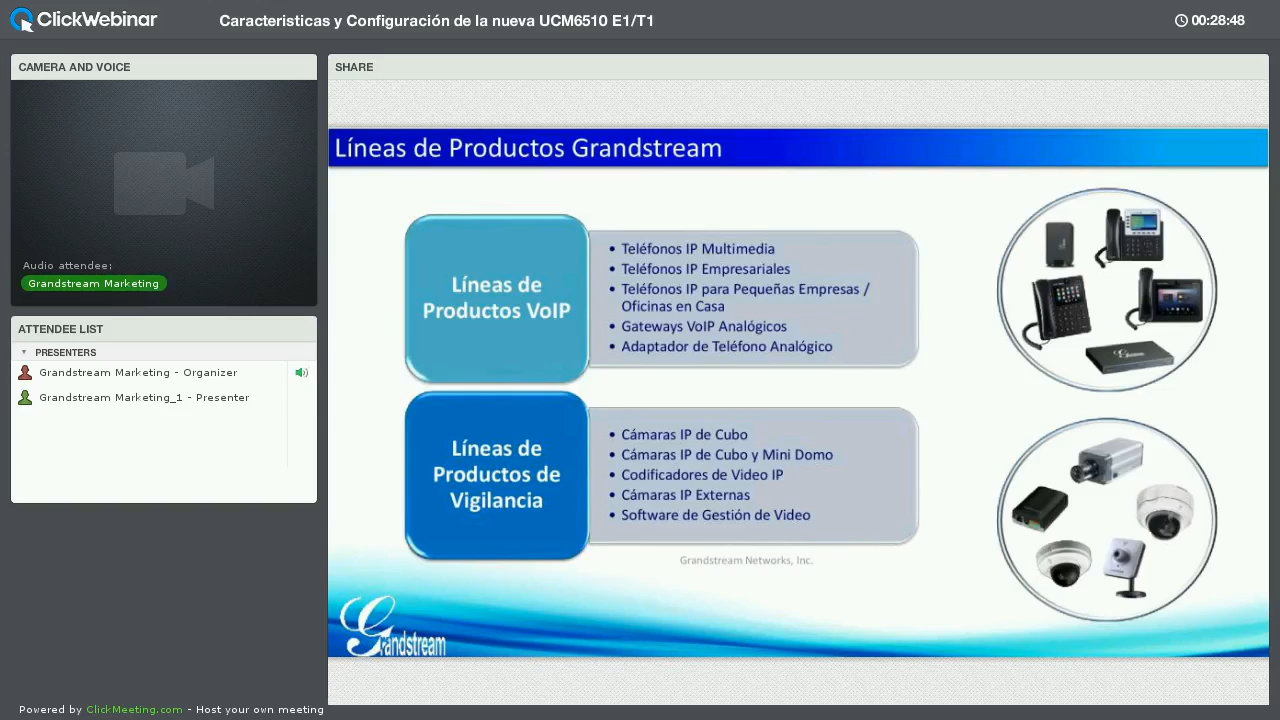 ClickWebinar
Caracteristicas y Configuración de la nueva UCM6510 E1/T1
00:28:48
CAMERA AND VOICE
Audio attendee:
Grandstream Marketing
ATTENDEE LIST
PRESENTERS
Grandstream Marketing - Organizer
Grandstream Marketing_1 - Presenter
SHARE
Líneas de Productos Grandstream
Líneas de
Productos VoIP
• Teléfonos IP Multimedia
• Teléfonos IP Empresariales
• Teléfonos IP para Pequeñas Empresas /
Oficinas en Casa
• Gateways VoIP Analógicos
• Adaptador de Teléfono Analógico
Líneas de
Productos de
Vigilancia
• Cámaras IP de Cubo
• Cámaras IP de Cubo y Mini Domo
• Codificadores de Video IP
• Cámaras IP Externas
• Software de Gestión de Video
Grandstream Networks, Inc.
Grandstream
Powered by ClickMeeting.com - Host your own meeting